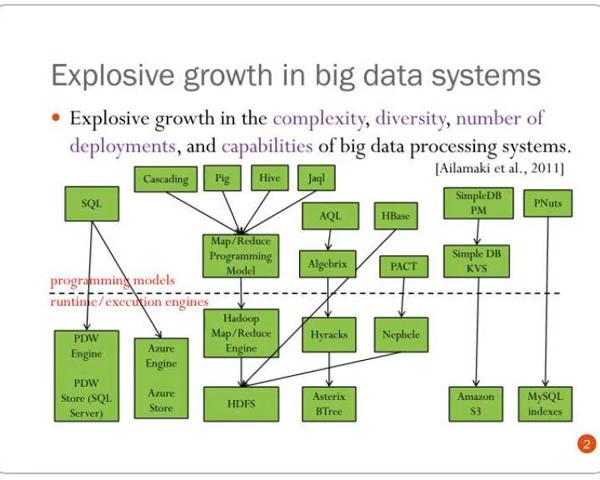 Explosive growth in big data systems
Explosive growth in the complexity, diversity, number of
deployments, and capabilities of big data processing systems.
[Ailamaki et al., 2011]
Cascading
Pig
Hive
Jaql
SQL
AQL
HBase
SimpleDB
PM
PNuts
Map/Reduce
Programming
Model
Algebrix
PACT
Simple DB
KVS
programming models
runtime/execution engines
PDW
Engine
PDW
Store (SQL
Server)
Azure
Engine
Azure
Store
Hadoop
Map/Reduce
Engine
Hyracks
Nephele
HDFS
Asterix
BTree
Amazon
S3
MySQL
indexes
2